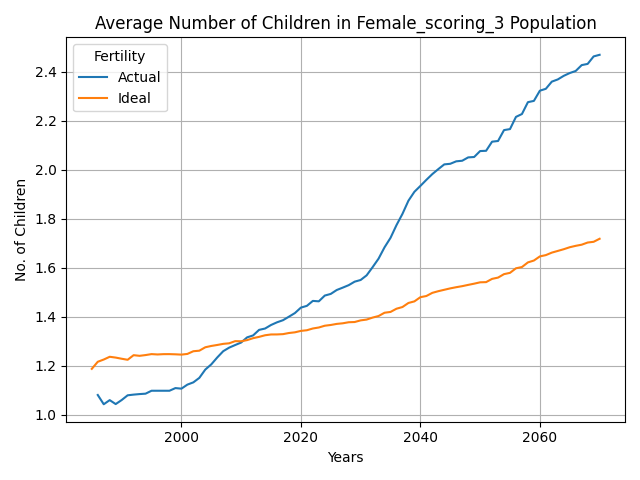 Average Number of Children in Female_scoring_3 Population
Fertility
Actual
Ideal
No. of Children
2.4
2.2
2.0
1.8
1.6
1.4
1.2
1.0
2000 2020 2040 2060
Years